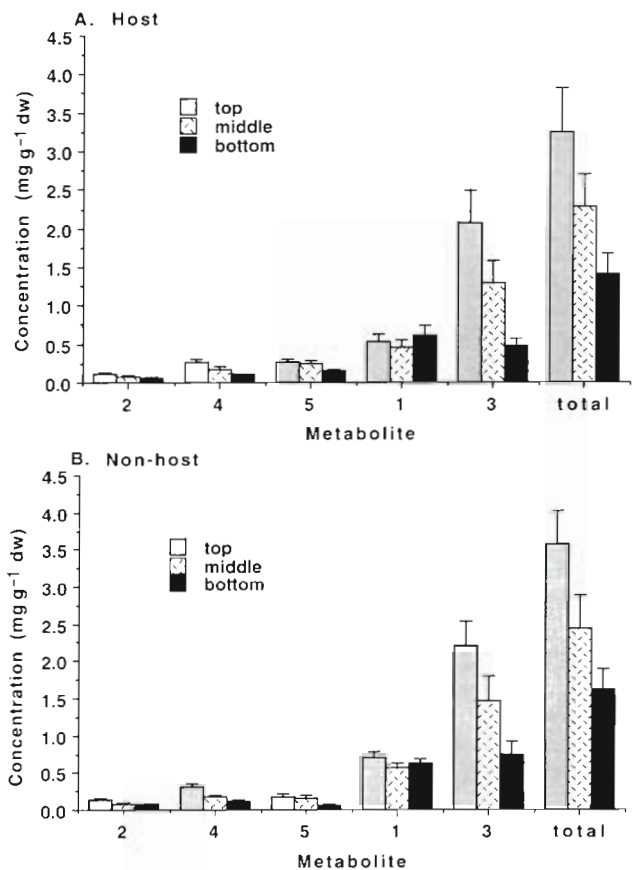 A. Host
Concentration (mg g⁻¹ dw)
4.5
4.0
3.5
3.0
2.5
2.0
1.5
1.0
0.5
0.0
top
middle
bottom
2 4 5 1 3 total
Metabolite
B. Non-host
Concentration (mg g⁻¹ dw)
4.5
4.0
3.5
3.0
2.5
2.0
1.5
1.0
0.5
0.0
top
middle
bottom
2 4 5 1 3 total
Metabolite